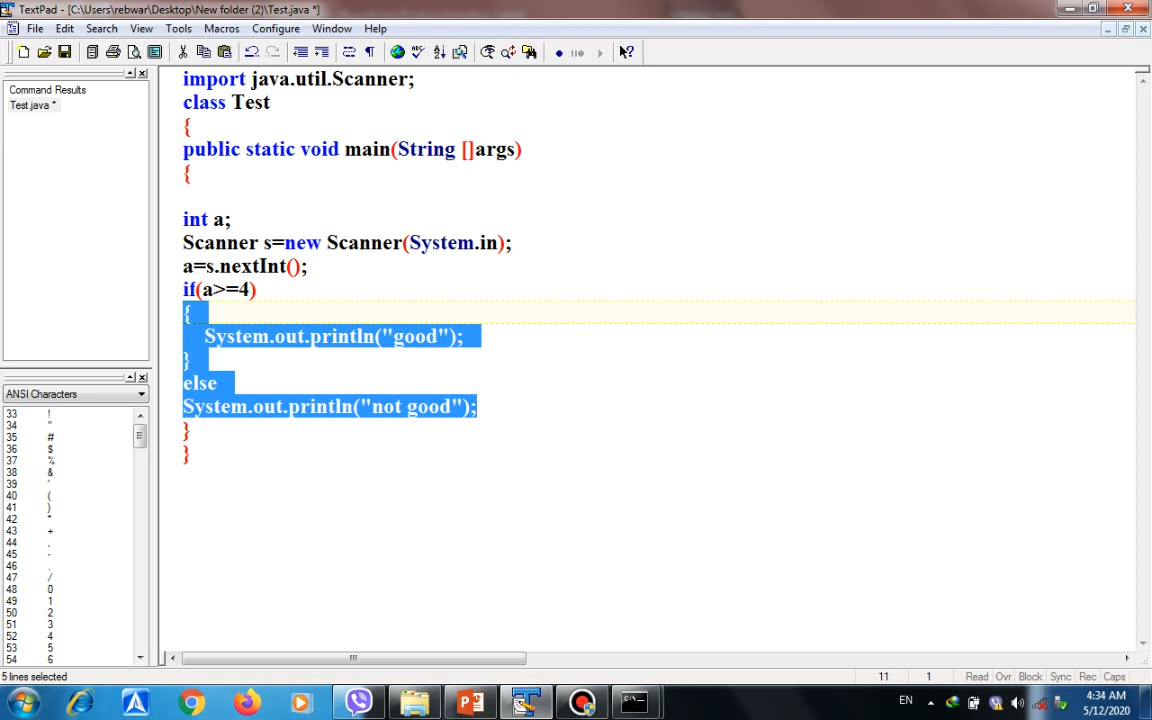 TextPad - [C:\Users\rebwar\Desktop\New folder (2)\Test.java *]
File Edit Search View Tools Macros Configure Window Help
Command Results
Test.java *
import java.util.Scanner;
class Test
{
public static void main(String []args)
{
int a;
Scanner s=new Scanner(System.in);
a=s.nextInt();
if(a>=4)
{
System.out.println("good");
}
else
System.out.println("not good");
}
}
ANSI Characters
33 !
34 "
35 #
36 $
37 %
38 &
39 '
40 (
41 )
42 *
43 +
44 ,
45 -
46 .
47 /
48 0
49 1
50 2
51 3
52 4
53 5
54 6
5 lines selected
11 1 Read Ovr Block Sync Rec Caps
EN
4:34 AM
5/12/2020